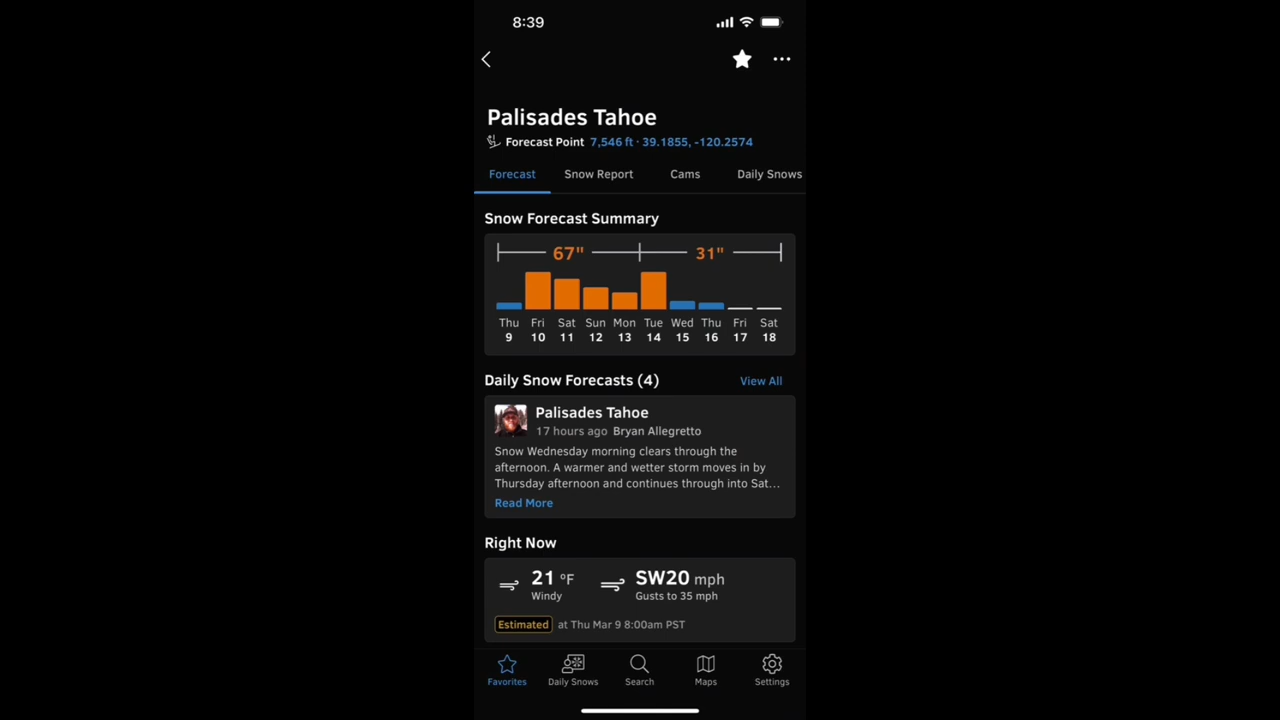 8:39
Palisades Tahoe
Forecast Point 7,546 ft · 39.1855, -120.2574
Forecast Snow Report Cams Daily Snows
Snow Forecast Summary
67" 31"
Thu Fri Sat Sun Mon Tue Wed Thu Fri Sat
9 10 11 12 13 14 15 16 17 18
Daily Snow Forecasts (4) View All
Palisades Tahoe
17 hours ago Bryan Allegretto
Snow Wednesday morning clears through the
afternoon. A warmer and wetter storm moves in by
Thursday afternoon and continues through into Sat...
Read More
Right Now
21 °F SW20 mph
Windy Gusts to 35 mph
Estimated at Thu Mar 9 8:00am PST
Favorites Daily Snows Search Maps Settings